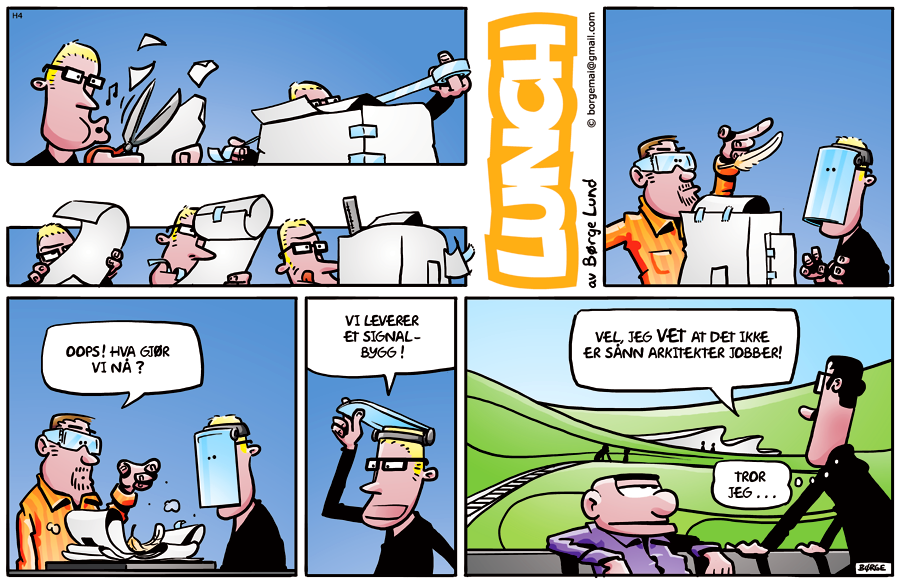 H4
LUNCH
av Børge Lund
© borgemai@gmail.com
OOPS! HVA GJØR
VI NÅ?
VI LEVERER
ET SIGNAL-
BYGG!
VEL, JEG VET AT DET IKKE
ER SÅNN ARKITEKTER JOBBER!
TROR
JEG...
BØRGE